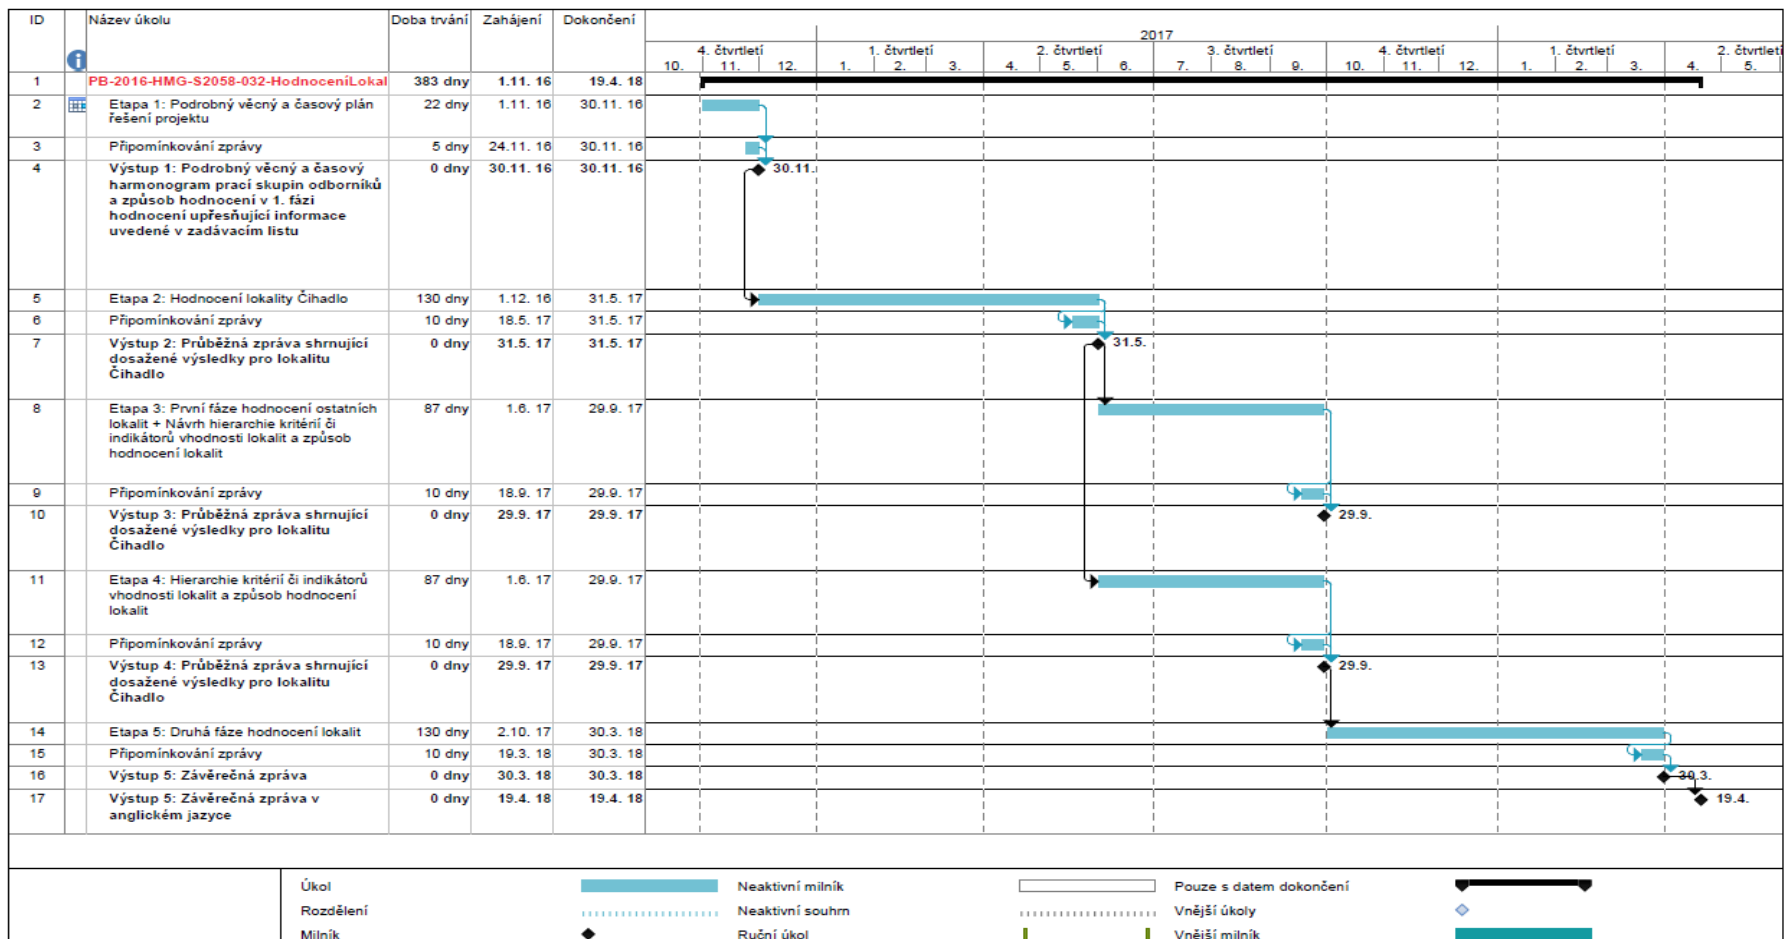 ID Název úkolu Doba trvání Zahájení Dokončení
2017
4. čtvrtletí 1. čtvrtletí 2. čtvrtletí 3. čtvrtletí 4. čtvrtletí 1. čtvrtletí 2. čtvrtletí
10. 11. 12. 1. 2. 3. 4. 5. 6. 7. 8. 9. 10. 11. 12. 1. 2. 3. 4. 5.
1 PB-2016-HMG-S2058-032-HodnoceníLokal 383 dny 1.11. 16 19.4. 18
2 Etapa 1: Podrobný věcný a časový plán 22 dny 1.11. 16 30.11. 16
řešení projektu
3 Připomínkování zprávy 5 dny 24.11. 16 30.11. 16
4 Výstup 1: Podrobný věcný a časový 0 dny 30.11. 16 30.11. 16 30.11.
harmonogram prací skupin odborníků
a způsob hodnocení v 1. fázi
hodnocení upřesňující informace
uvedené v zadávacím listu
5 Etapa 2: Hodnocení lokality Čihadlo 130 dny 1.12. 16 31.5. 17
6 Připomínkování zprávy 10 dny 18.5. 17 31.5. 17
7 Výstup 2: Průběžná zpráva shrnující 0 dny 31.5. 17 31.5. 17 31.5.
dosažené výsledky pro lokalitu
Čihadlo
8 Etapa 3: První fáze hodnocení ostatních 87 dny 1.6. 17 29.9. 17
lokalit + Návrh hierarchie kritérií či
indikátorů vhodnosti lokalit a způsob
hodnocení lokalit
9 Připomínkování zprávy 10 dny 18.9. 17 29.9. 17
10 Výstup 3: Průběžná zpráva shrnující 0 dny 29.9. 17 29.9. 17 29.9.
dosažené výsledky pro lokalitu
Čihadlo
11 Etapa 4: Hierarchie kritérií či indikátorů 87 dny 1.6. 17 29.9. 17
vhodnosti lokalit a způsob hodnocení
lokalit
12 Připomínkování zprávy 10 dny 18.9. 17 29.9. 17
13 Výstup 4: Průběžná zpráva shrnující 0 dny 29.9. 17 29.9. 17 29.9.
dosažené výsledky pro lokalitu
Čihadlo
14 Etapa 5: Druhá fáze hodnocení lokalit 130 dny 2.10. 17 30.3. 18
15 Připomínkování zprávy 10 dny 19.3. 18 30.3. 18
16 Výstup 5: Závěrečná zpráva 0 dny 30.3. 18 30.3. 18 30.3.
17 Výstup 5: Závěrečná zpráva v 0 dny 19.4. 18 19.4. 18 19.4.
anglickém jazyce
Úkol Neaktivní milník Pouze s datem dokončení
Rozdělení Neaktivní souhrn Vnější úkoly
Milník Ruční úkol Vnější milník